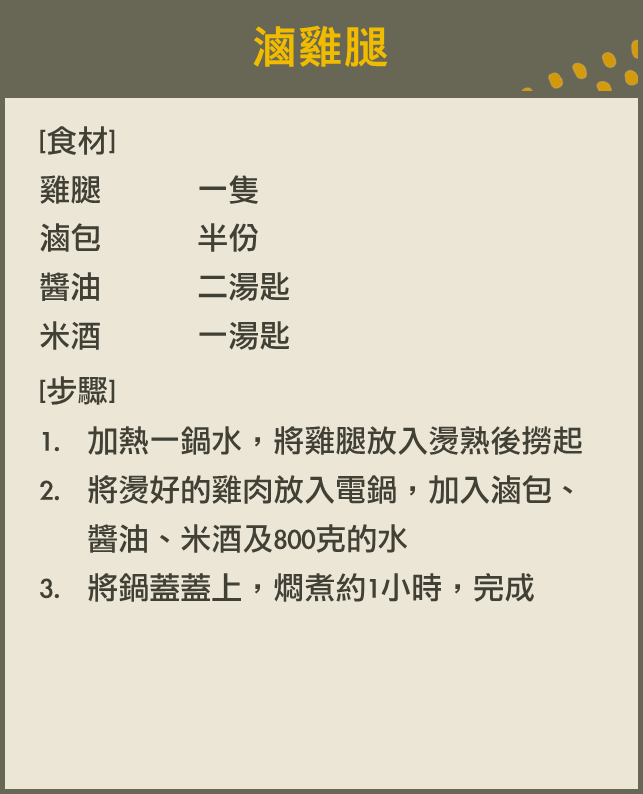 滷雞腿
[食材]
雞腿 一隻
滷包 半份
醬油 二湯匙
米酒 一湯匙
[步驟]
1. 加熱一鍋水，將雞腿放入燙熟後撈起
2. 將燙好的雞肉放入電鍋，加入滷包、
醬油、米酒及800克的水
3. 將鍋蓋蓋上，燜煮約1小時，完成